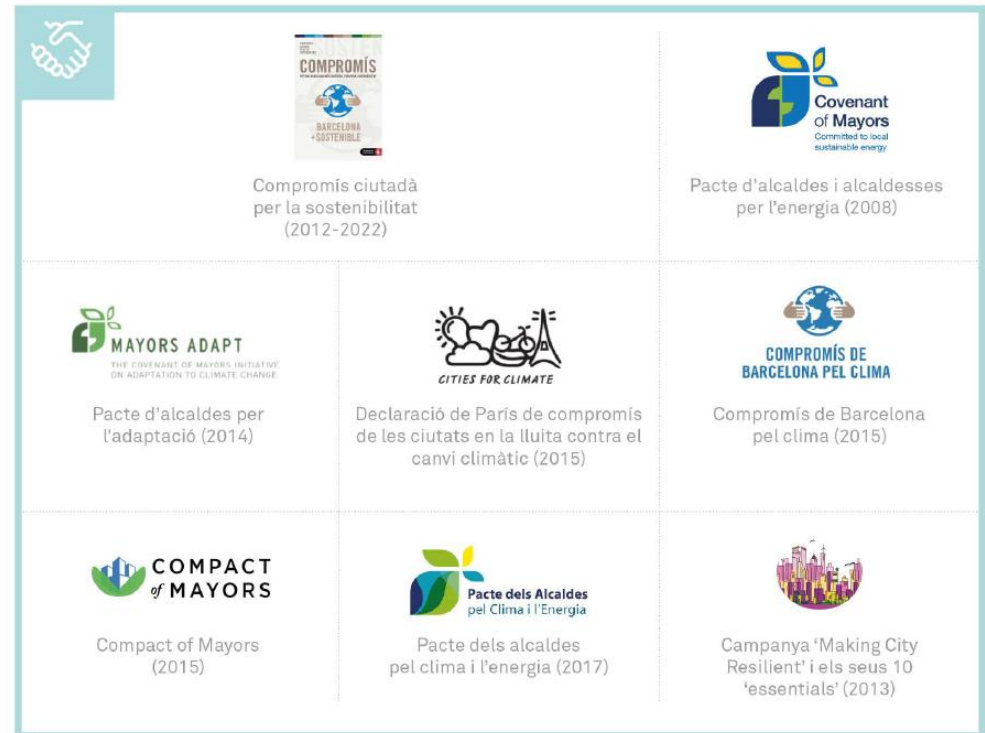 COMPROMÍS
BARCELONA
+SOSTENIBLE
Compromís ciutadà
per la sostenibilitat
(2012-2022)
Covenant
of Mayors
Committed to local
sustainable energy
Pacte d'alcaldes i alcaldesses
per l'energia (2008)
MAYORS ADAPT
THE COVENANT OF MAYORS INITIATIVE
ON ADAPTATION TO CLIMATE CHANGE
Pacte d'alcaldes per
l'adaptació (2014)
CITIES FOR CLIMATE
Declaració de París de compromís
de les ciutats en la lluita contra el
canvi climàtic (2015)
COMPROMÍS DE
BARCELONA PEL CLIMA
Compromís de Barcelona
pel clima (2015)
COMPACT
of MAYORS
Compact of Mayors
(2015)
Pacte dels Alcaldes
pel Clima i l'Energia
Pacte dels alcaldes
pel clima i l'energia (2017)
Campanya 'Making City
Resilient' i els seus 10
'essentials' (2013)